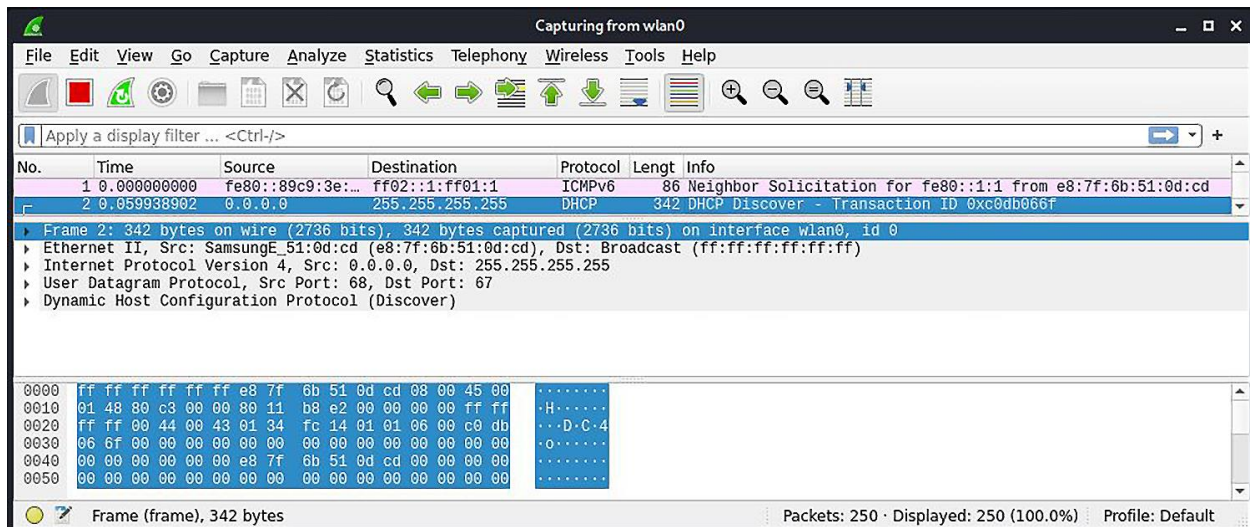 Capturing from wlan0
File Edit View Go Capture Analyze Statistics Telephony Wireless Tools Help
Apply a display filter ... <Ctrl-/>
No. Time Source Destination Protocol Lengt Info
1 0.000000000 fe80::89c9:3e:… ff02::1:ff01:1 ICMPv6 86 Neighbor Solicitation for fe80::1:1 from e8:7f:6b:51:0d:cd
2 0.059938902 0.0.0.0 255.255.255.255 DHCP 342 DHCP Discover - Transaction ID 0xc0db066f
Frame 2: 342 bytes on wire (2736 bits), 342 bytes captured (2736 bits) on interface wlan0, id 0
Ethernet II, Src: SamsungE_51:0d:cd (e8:7f:6b:51:0d:cd), Dst: Broadcast (ff:ff:ff:ff:ff:ff)
Internet Protocol Version 4, Src: 0.0.0.0, Dst: 255.255.255.255
User Datagram Protocol, Src Port: 68, Dst Port: 67
Dynamic Host Configuration Protocol (Discover)
0000 ff ff ff ff ff ff e8 7f 6b 51 0d cd 08 00 45 00 ········
0010 01 48 80 c3 00 00 80 11 b8 e2 00 00 00 00 ff ff ·H······
0020 ff ff 00 44 00 43 01 34 fc 14 01 01 06 00 c0 db ···D·C·4
0030 06 6f 00 00 00 00 00 00 00 00 00 00 00 00 00 00 ·o······
0040 00 00 00 00 00 00 e8 7f 6b 51 0d cd 00 00 00 00 ········
0050 00 00 00 00 00 00 00 00 00 00 00 00 00 00 00 00 ········
Frame (frame), 342 bytes Packets: 250 · Displayed: 250 (100.0%) Profile: Default